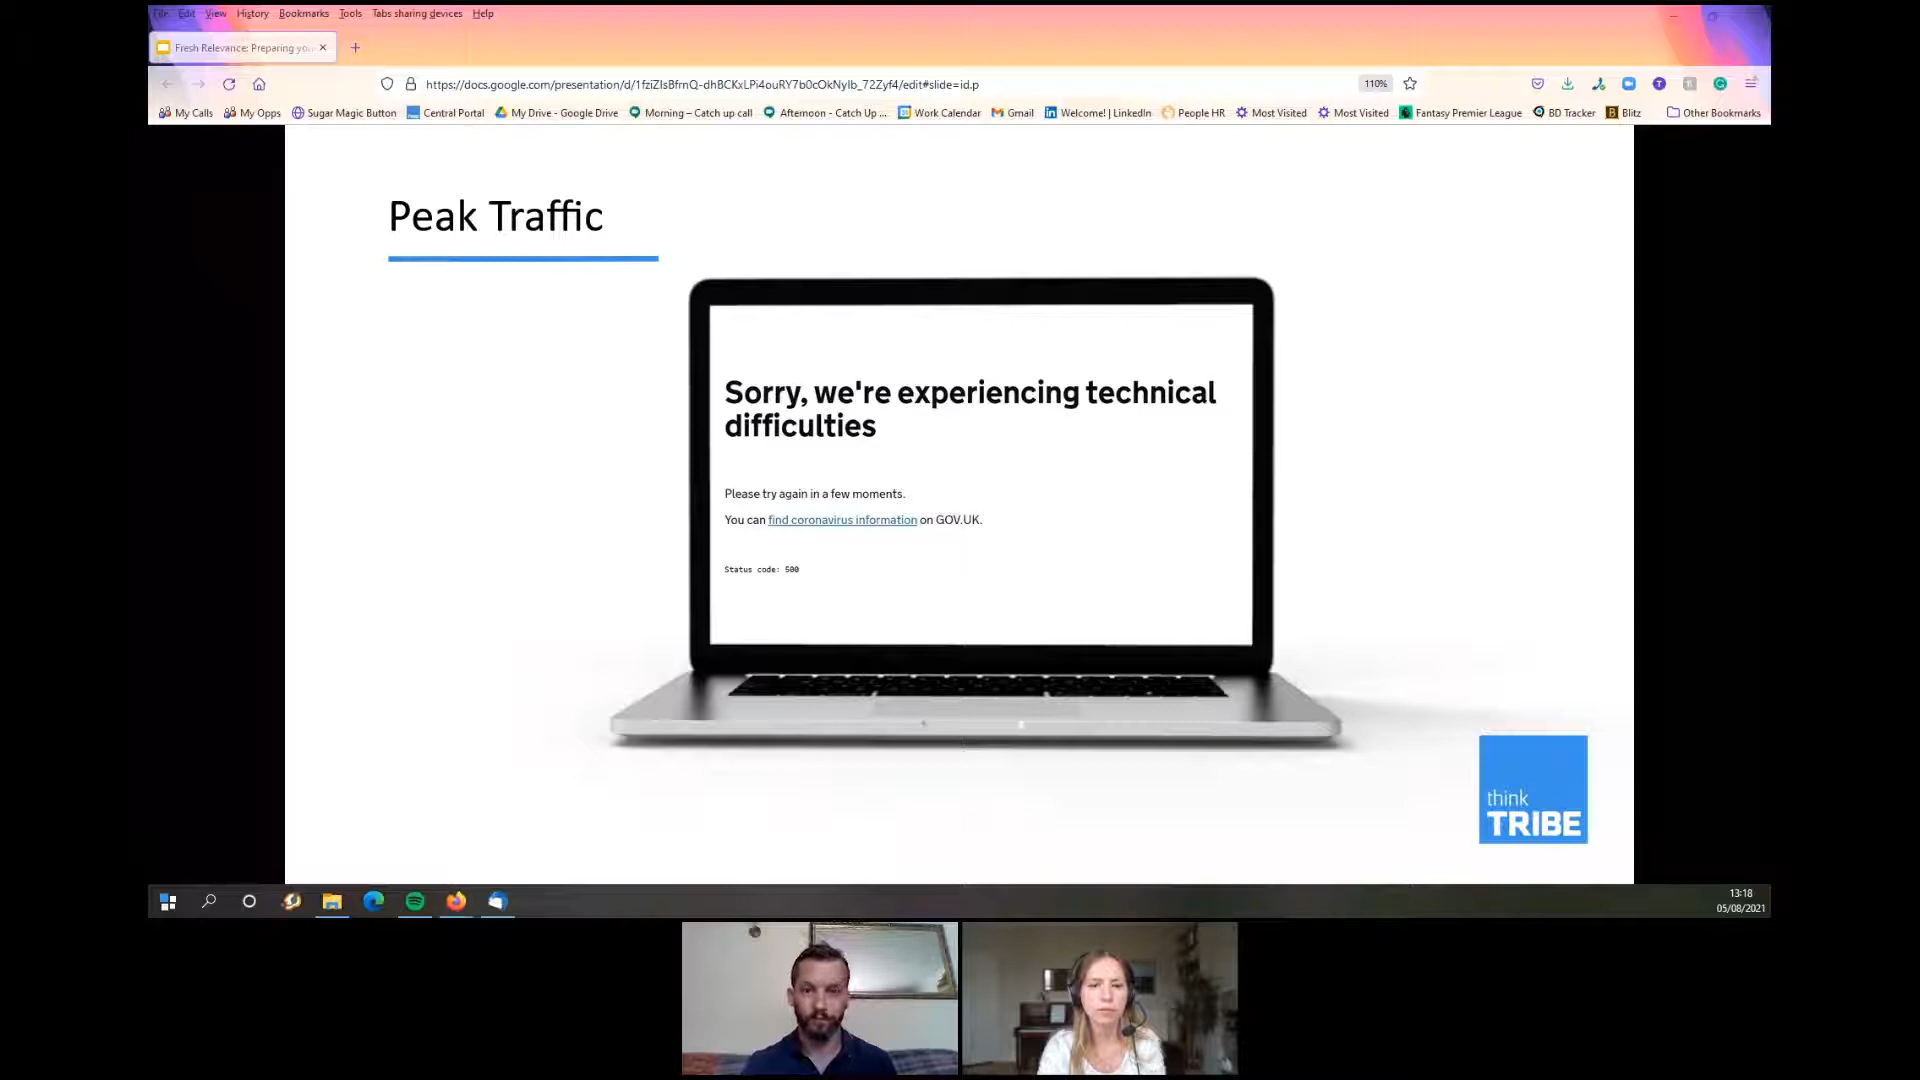 File Edit View History Bookmarks Tools Tabs sharing devices Help
Fresh Relevance: Preparing you
https://docs.google.com/presentation/d/1fziZIsBfrnQ-dhBCKxLPi4ouRY7b0cOkNyIb_72Zyf4/edit#slide=id.p
110%
My Calls My Opps Sugar Magic Button Central Portal My Drive - Google Drive Morning – Catch up call Afternoon - Catch Up ... Work Calendar Gmail Welcome! | LinkedIn People HR Most Visited Most Visited Fantasy Premier League BD Tracker Blitz Other Bookmarks
Peak Traffic
Sorry, we're experiencing technical
difficulties
Please try again in a few moments.
You can find coronavirus information on GOV.UK.
Status code: 500
think
TRIBE
13:18
05/08/2021